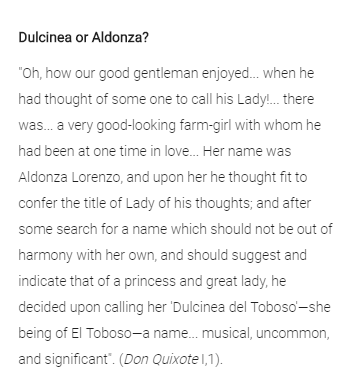 Dulcinea or Aldonza?
"Oh, how our good gentleman enjoyed... when he
had thought of some one to call his Lady!... there
was... a very good-looking farm-girl with whom he
had been at one time in love... Her name was
Aldonza Lorenzo, and upon her he thought fit to
confer the title of Lady of his thoughts; and after
some search for a name which should not be out of
harmony with her own, and should suggest and
indicate that of a princess and great lady, he
decided upon calling her 'Dulcinea del Toboso'—she
being of El Toboso—a name... musical, uncommon,
and significant". (Don Quixote I,1).